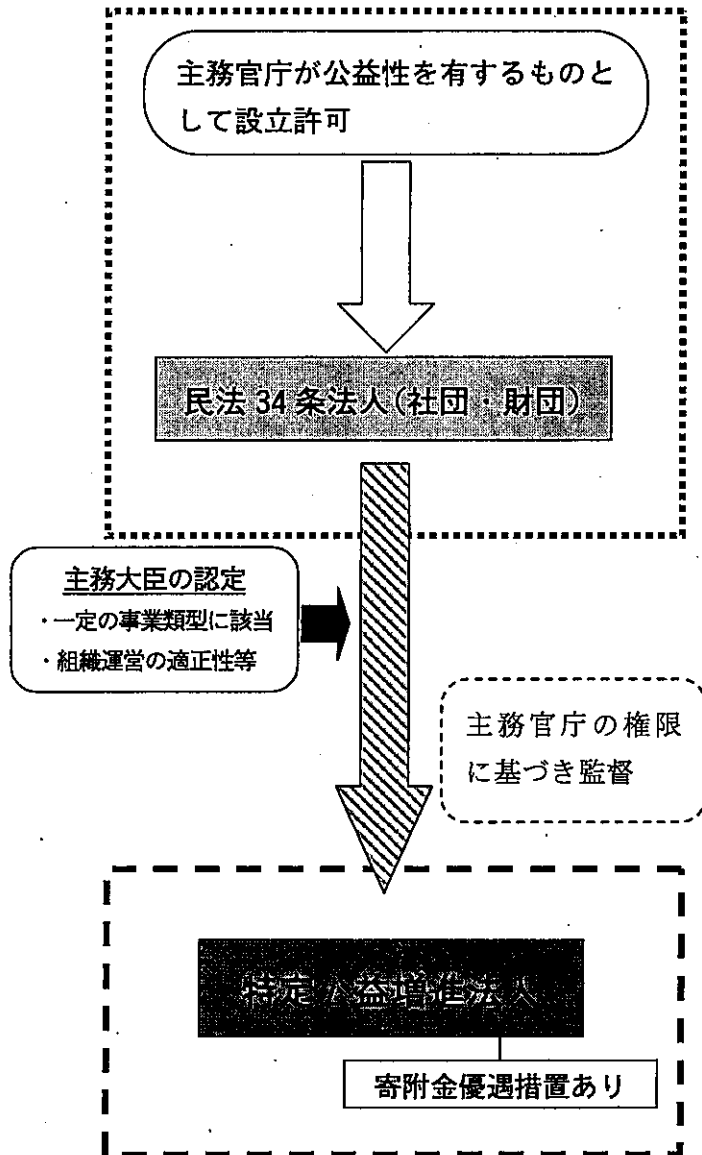 主務官庁が公益性を有するものと
して設立許可
民法34条法人(社団・財団)
主務大臣の認定
・一定の事業類型に該当
・組織運営の適正性等
主務官庁の権限
に基づき監督
特定公益増進法人
寄附金優遇措置あり